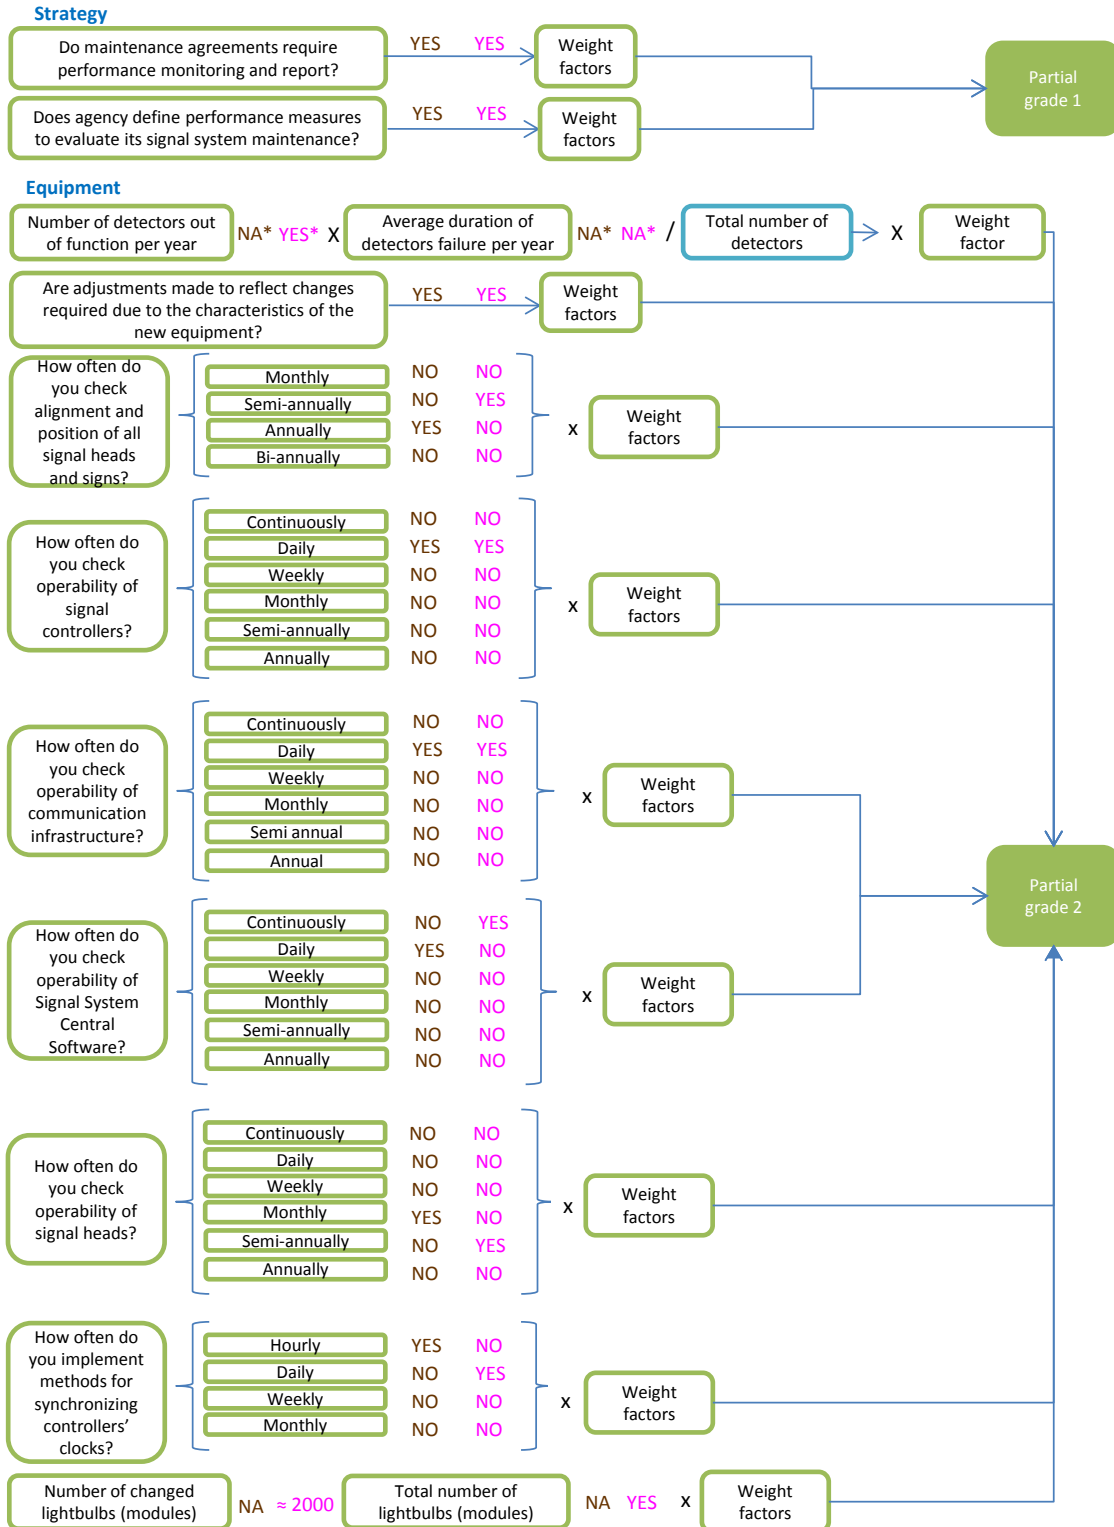 Strategy
Do maintenance agreements require
performance monitoring and report?
YES YES
Weight
factors
Partial
grade 1
Does agency define performance measures
to evaluate its signal system maintenance?
YES YES
Weight
factors
Equipment
Number of detectors out
of function per year
NA* YES* X
Average duration of
detectors failure per year
NA* NA* /
Total number of
detectors
X
Weight
factor
Are adjustments made to reflect changes
required due to the characteristics of the
new equipment?
YES YES
Weight
factors
How often do
you check
alignment and
position of all
signal heads
and signs?
Monthly NO NO
Semi-annually NO YES
Annually YES NO
Bi-annually NO NO
x
Weight
factors
How often do
you check
operability of
signal
controllers?
Continuously NO NO
Daily YES YES
Weekly NO NO
Monthly NO NO
Semi-annually NO NO
Annually NO NO
x
Weight
factors
How often do
you check
operability of
communication
infrastructure?
Continuously NO NO
Daily YES YES
Weekly NO NO
Monthly NO NO
Semi annual NO NO
Annual NO NO
x
Weight
factors
Partial
grade 2
How often do
you check
operability of
Signal System
Central
Software?
Continuously NO YES
Daily YES NO
Weekly NO NO
Monthly NO NO
Semi-annually NO NO
Annually NO NO
x
Weight
factors
How often do
you check
operability of
signal heads?
Continuously NO NO
Daily NO NO
Weekly NO NO
Monthly YES NO
Semi-annually NO YES
Annually NO NO
x
Weight
factors
How often do
you implement
methods for
synchronizing
controllers'
clocks?
Hourly YES NO
Daily NO YES
Weekly NO NO
Monthly NO NO
x
Weight
factors
Number of changed
lightbulbs (modules)
NA ≈ 2000
Total number of
lightbulbs (modules)
NA YES x
Weight
factors